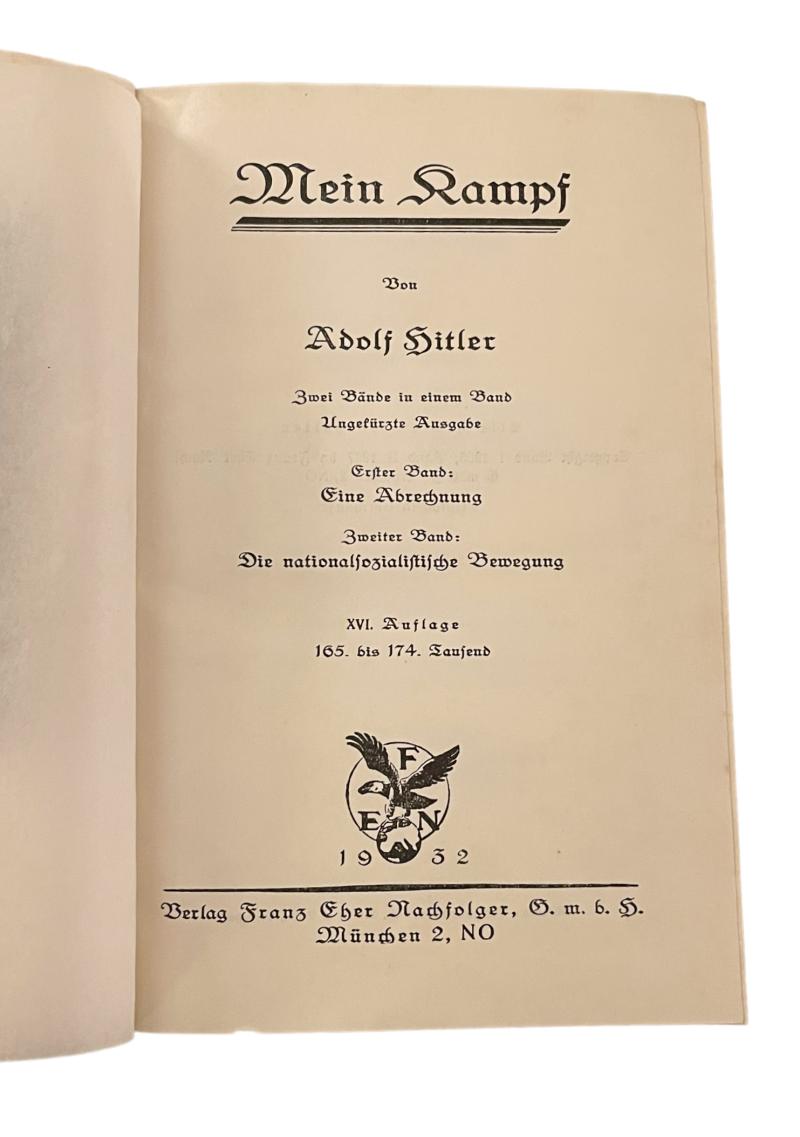 Mein Kampf
Von
Adolf Hitler
Zwei Bände in einem Band
Ungekürzte Ausgabe
Erster Band:
Eine Abrechnung
Zweiter Band:
Die nationalsozialistische Bewegung
XVI. Auflage
165. bis 174. Tausend
F
E N
1932
Verlag Franz Eher Nachfolger, G. m. b. H.
München 2, NO